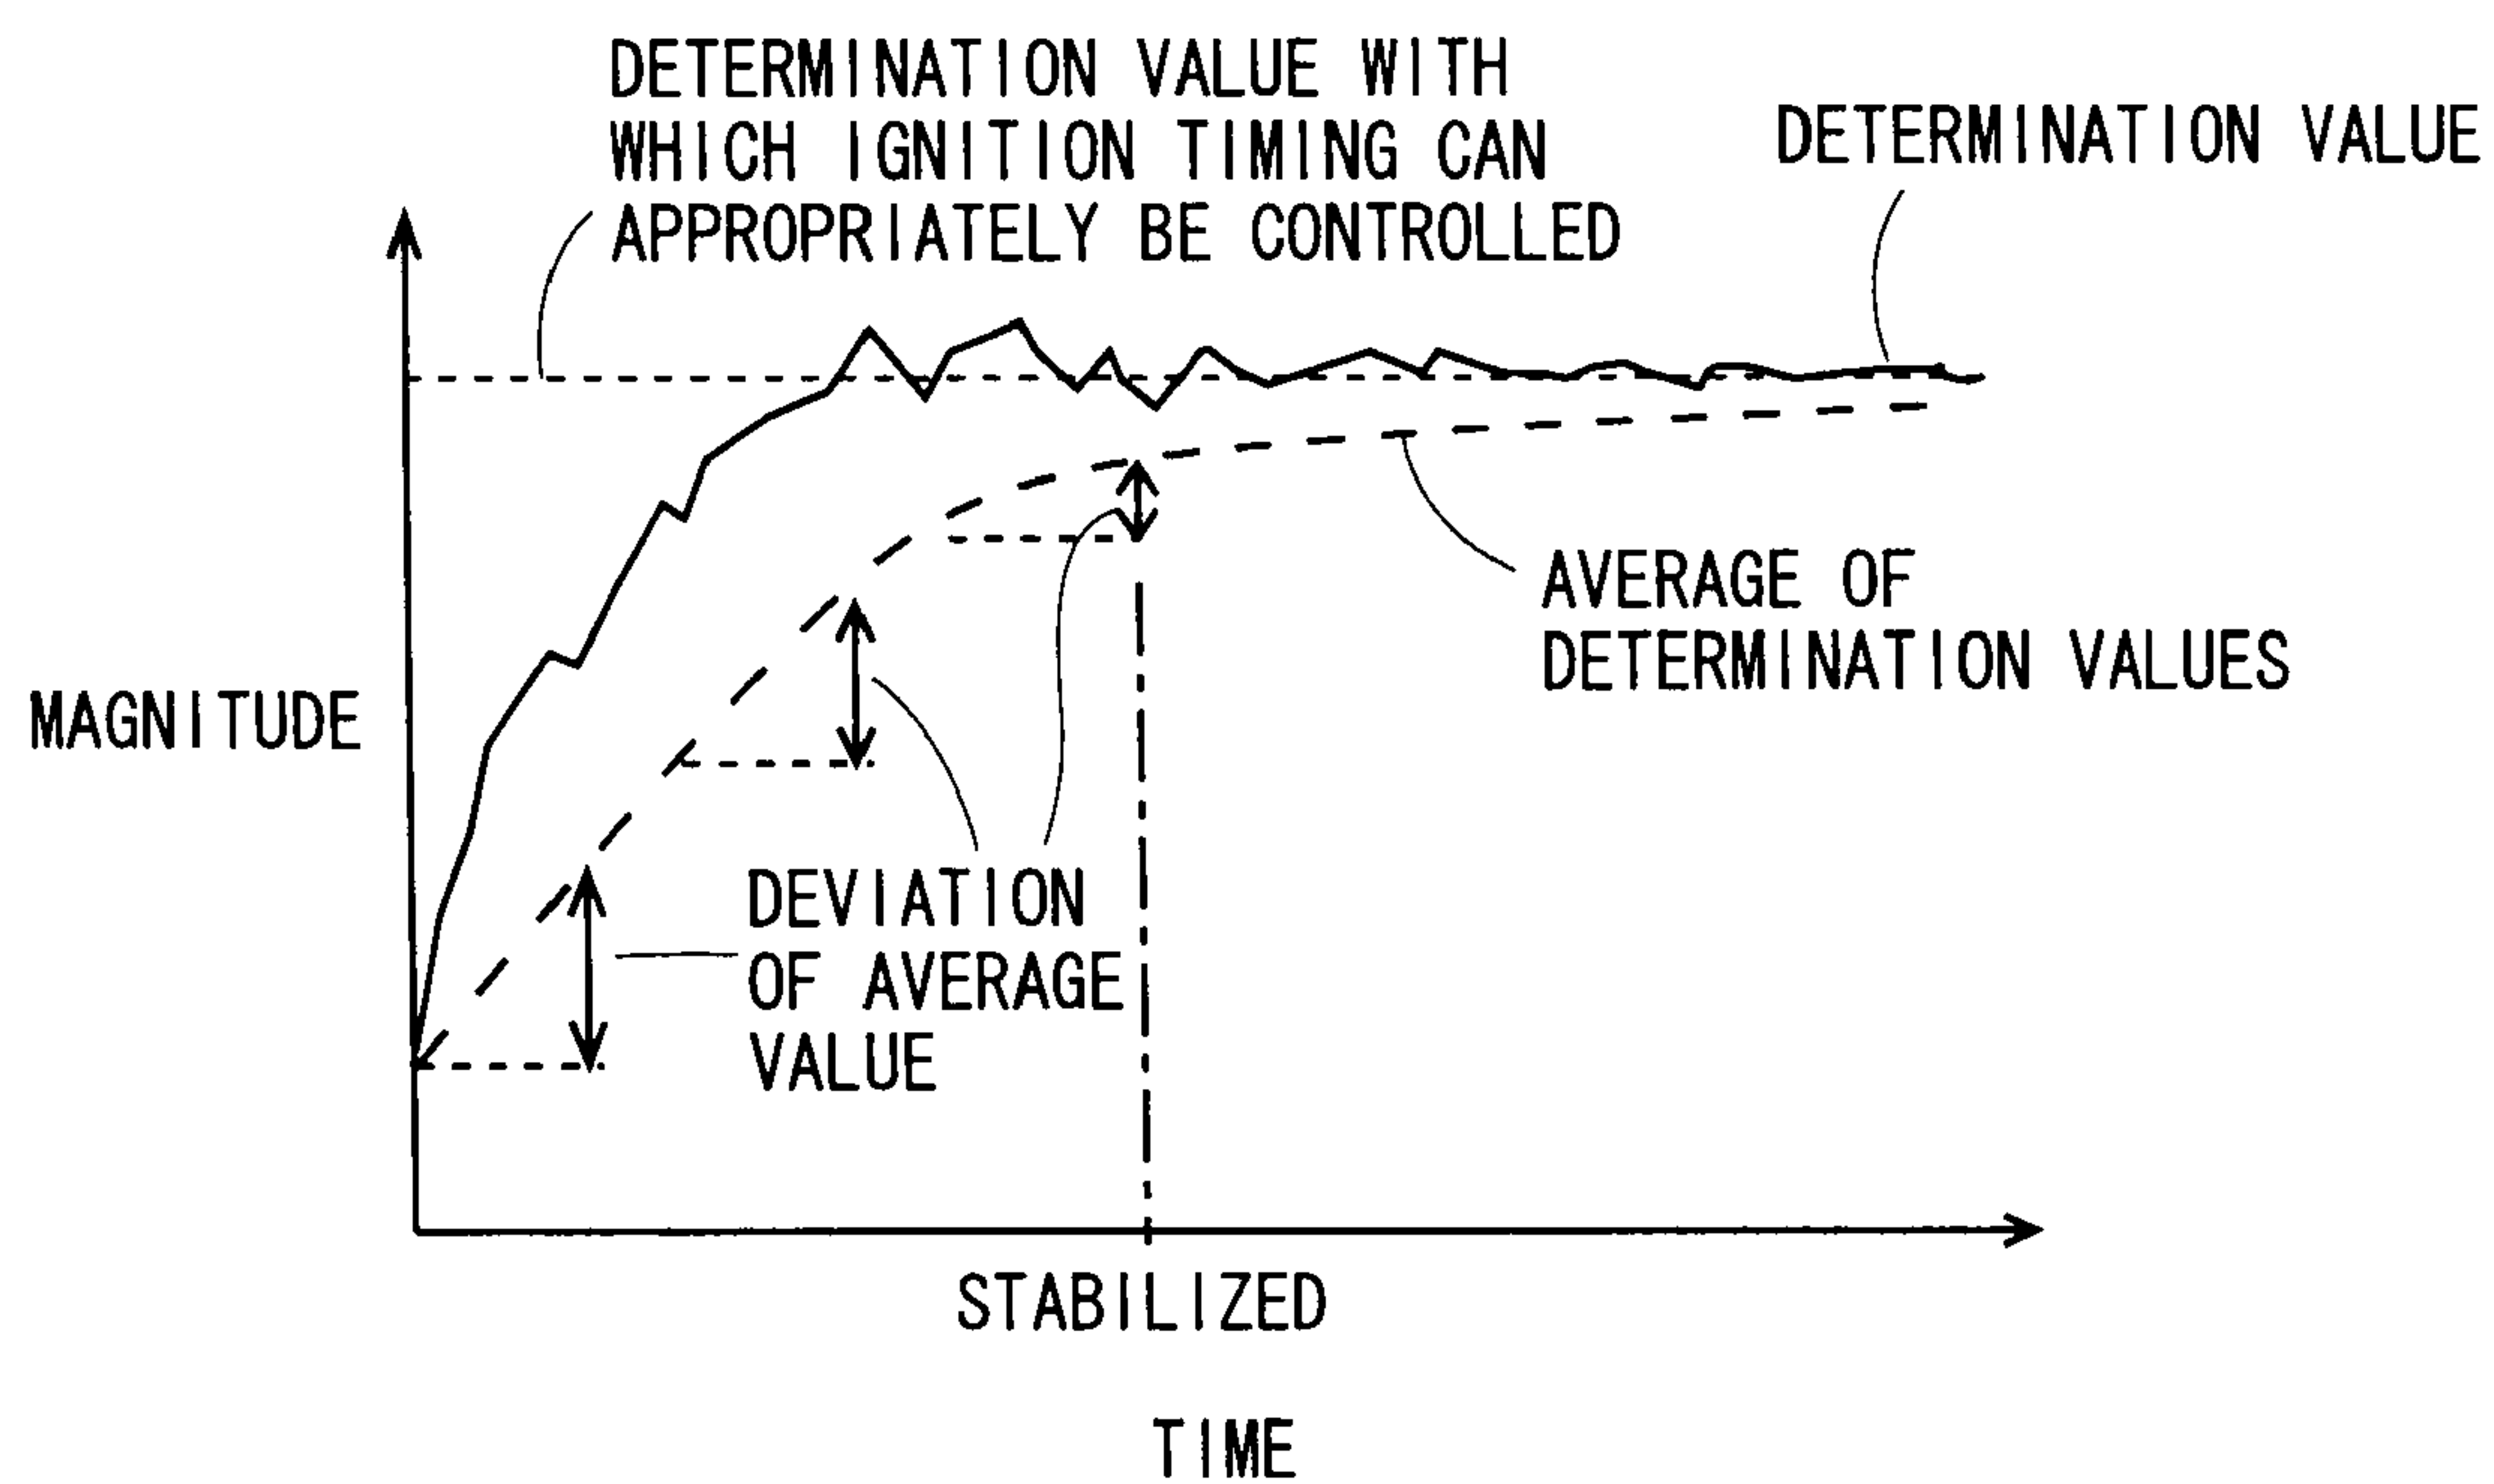 DETERMINATION VALUE WITH
WHICH IGNITION TIMING CAN
APPROPRIATELY BE CONTROLLED
DETERMINATION VALUE
AVERAGE OF
DETERMINATION VALUES
MAGNITUDE
DEVIATION
OF AVERAGE
VALUE
STABILIZED
TIME